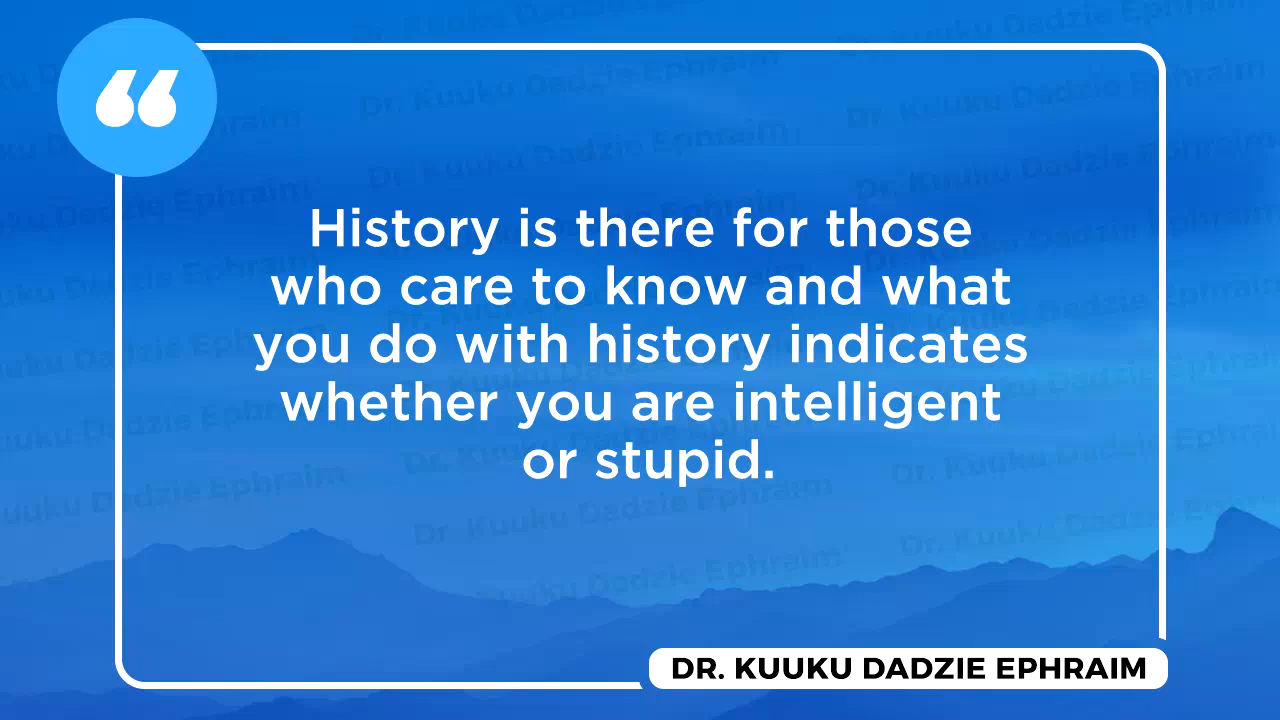 History is there for those
who care to know and what
you do with history indicates
whether you are intelligent
or stupid.
DR. KUUKU DADZIE EPHRAIM